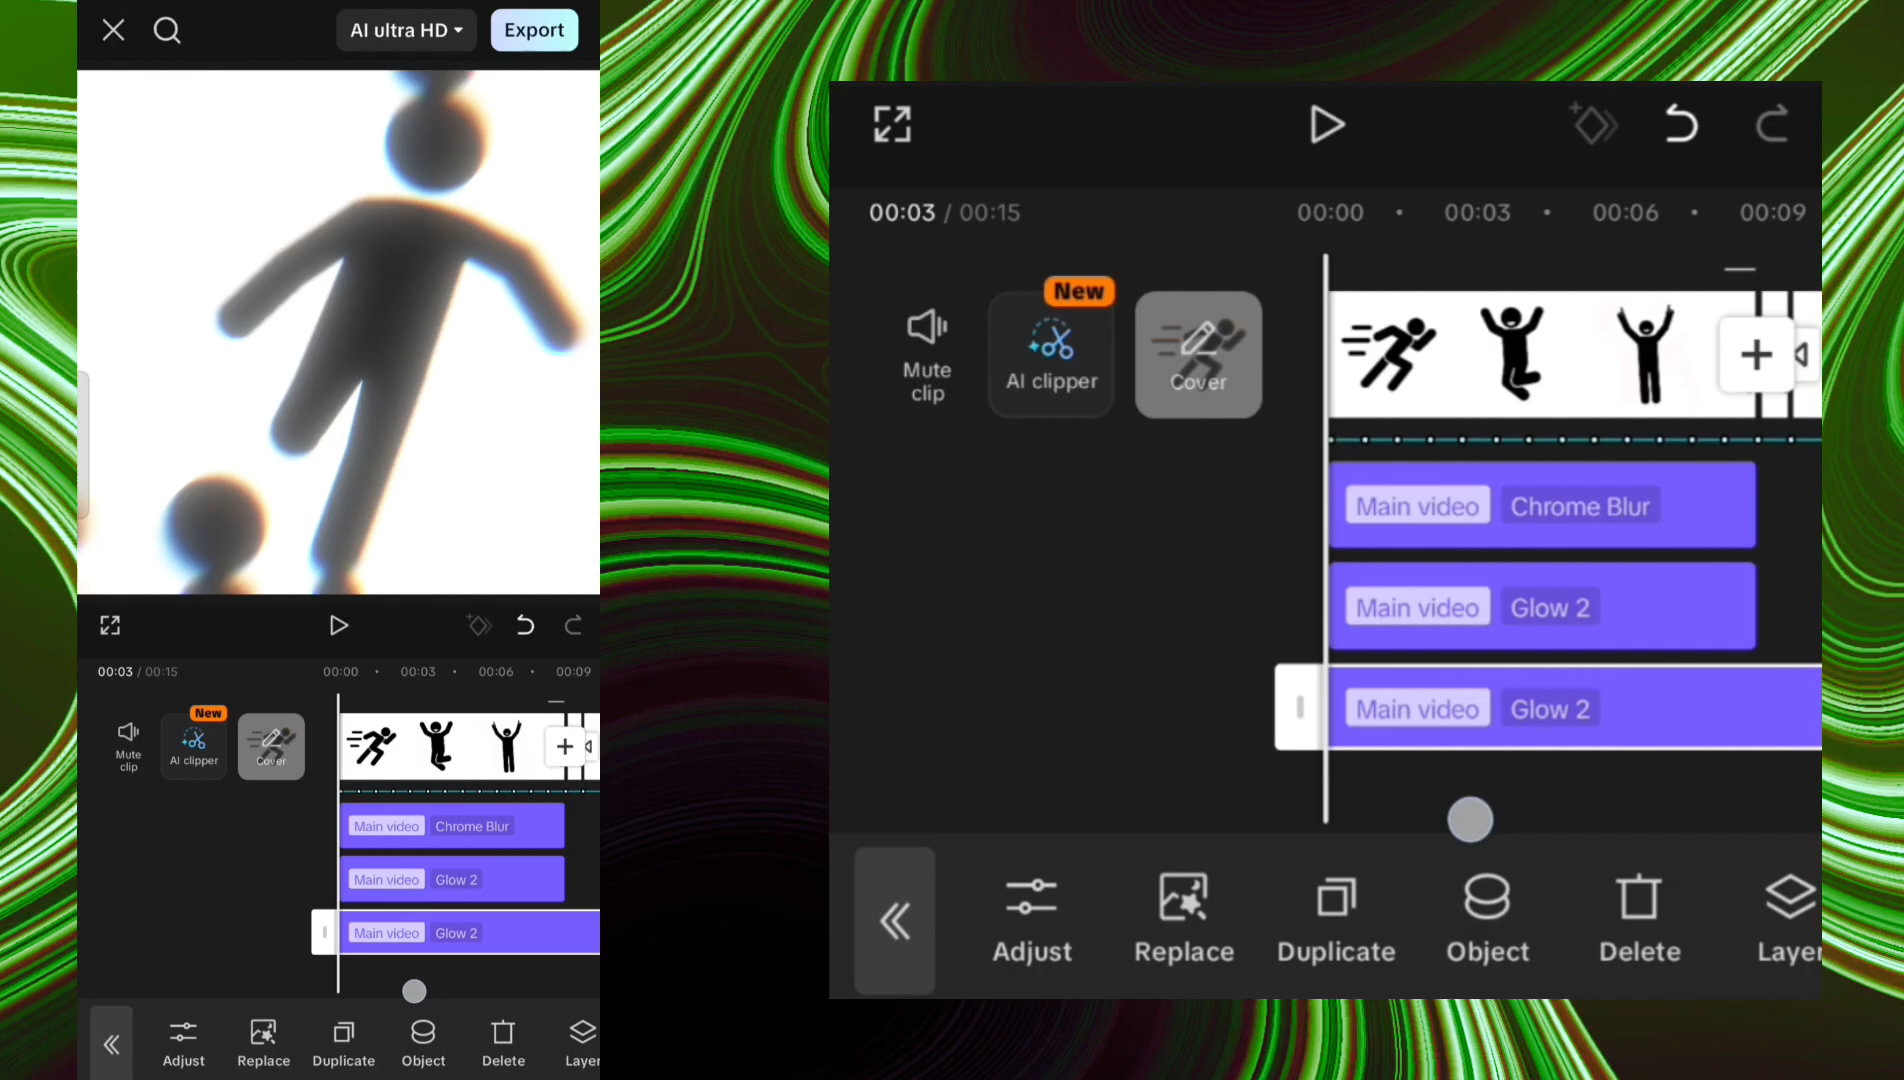 AI ultra HD
Export
00:03 / 00:15
00:00
00:03
00:06
00:09
New
Mute clip
AI clipper
Cover
Main video
Chrome Blur
Main video
Glow 2
Main video
Glow 2
Adjust
Replace
Duplicate
Object
Delete
Layer
00:03 / 00:15
00:00
00:03
00:06
00:09
New
Mute clip
AI clipper
Cover
Main video
Chrome Blur
Main video
Glow 2
Main video
Glow 2
Adjust
Replace
Duplicate
Object
Delete
Layer